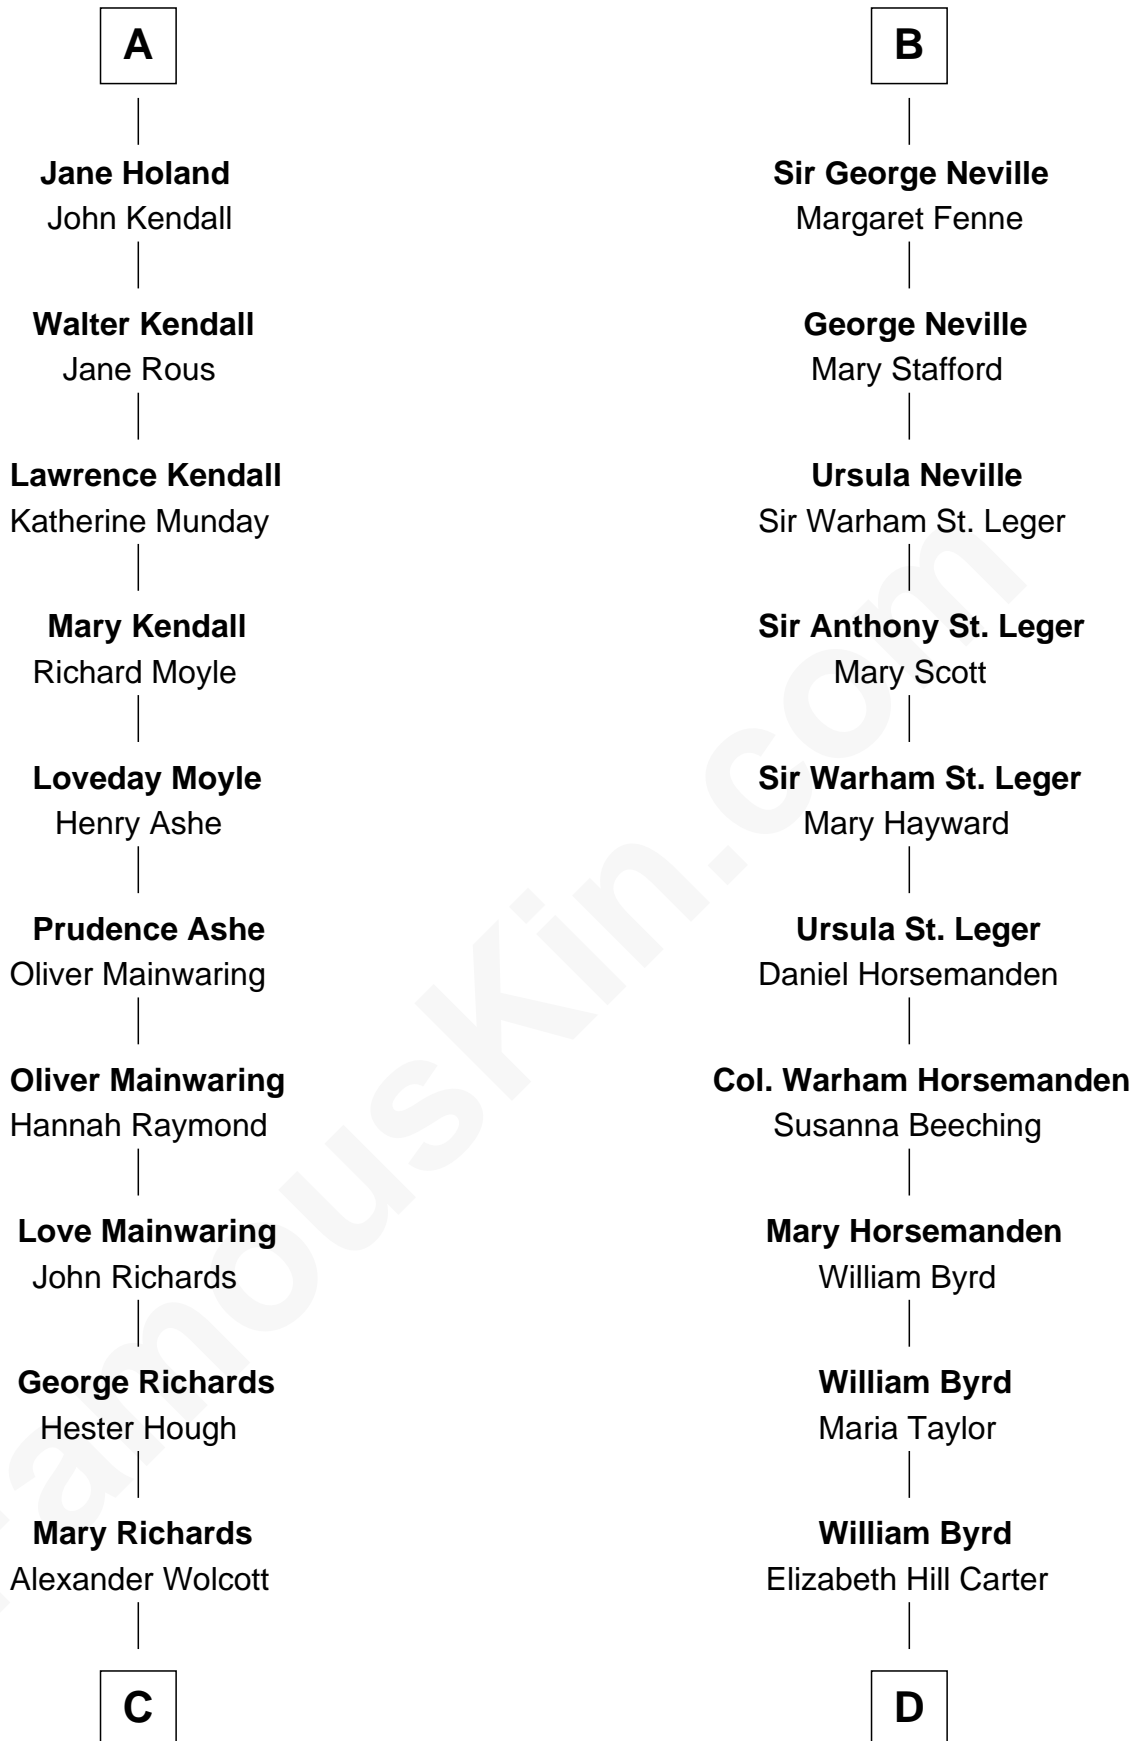 A
Jane Holand
John Kendall
Walter Kendall
Jane Rous
Lawrence Kendall
Katherine Munday
Mary Kendall
Richard Moyle
Loveday Moyle
Henry Ashe
Prudence Ashe
Oliver Mainwaring
Oliver Mainwaring
Hannah Raymond
Love Mainwaring
John Richards
George Richards
Hester Hough
Mary Richards
Alexander Wolcott
C
B
Sir George Neville
Margaret Fenne
George Neville
Mary Stafford
Ursula Neville
Sir Warham St. Leger
Sir Anthony St. Leger
Mary Scott
Sir Warham St. Leger
Mary Hayward
Ursula St. Leger
Daniel Horsemanden
Col. Warham Horsemanden
Susanna Beeching
Mary Horsemanden
William Byrd
William Byrd
Maria Taylor
William Byrd
Elizabeth Hill Carter
D
FamousKin.com